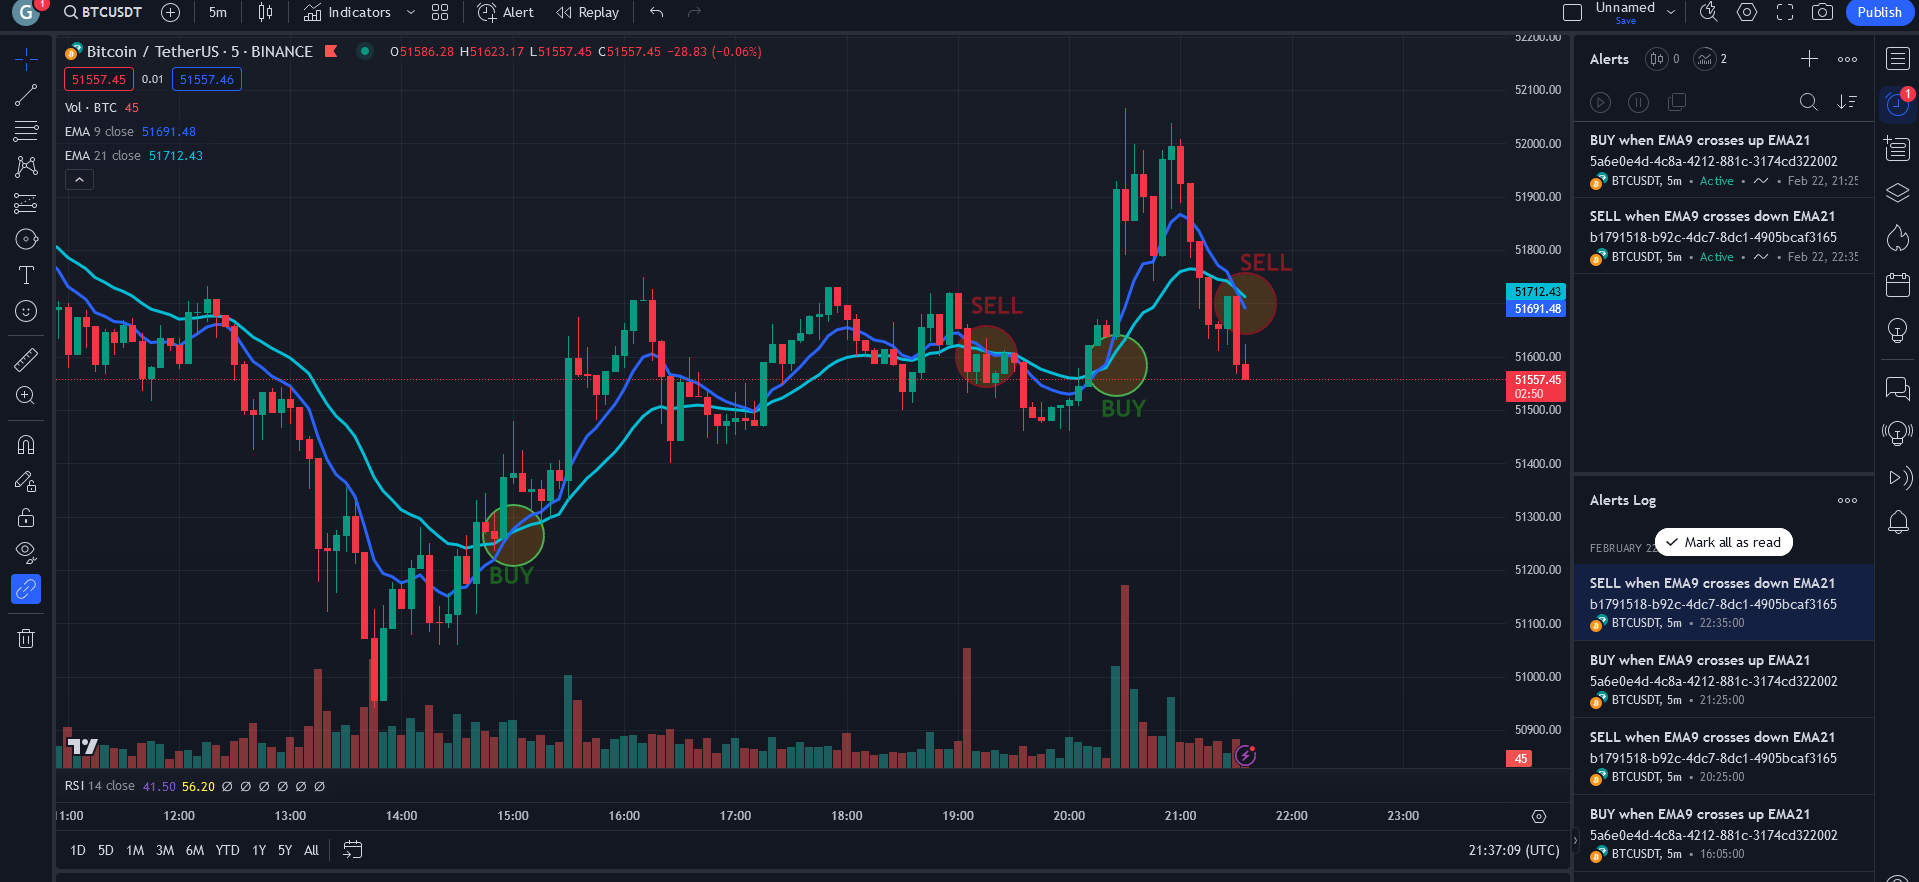 G
1
BTCUSDT
5m
Indicators
Alert
Replay
Unnamed
Save
Publish
Bitcoin / TetherUS · 5 · BINANCE
O51586.28 H51623.17 L51557.45 C51557.45 −28.83 (−0.06%)
51557.45 0.01 51557.46
Vol · BTC 45
EMA 9 close 51691.48
EMA 21 close 51712.43
BUY
SELL
BUY
SELL
52200.00
52100.00
52000.00
51900.00
51800.00
51712.43
51691.48
51600.00
51557.45
02:50
51500.00
51400.00
51300.00
51200.00
51100.00
51000.00
50900.00
45
RSI 14 close 41.50 56.20 ∅ ∅ ∅ ∅ ∅ ∅
11:00 12:00 13:00 14:00 15:00 16:00 17:00 18:00 19:00 20:00 21:00 22:00 23:00
1D 5D 1M 3M 6M YTD 1Y 5Y All
21:37:09 (UTC)
Alerts
0
2
BUY when EMA9 crosses up EMA21
5a6e0e4d-4c8a-4212-881c-3174cd322002
BTCUSDT, 5m • Active • • Feb 22, 21:25
SELL when EMA9 crosses down EMA21
b1791518-b92c-4dc7-8dc1-4905bcaf3165
BTCUSDT, 5m • Active • • Feb 22, 22:35
Alerts Log
FEBRUARY 22
Mark all as read
SELL when EMA9 crosses down EMA21
b1791518-b92c-4dc7-8dc1-4905bcaf3165
BTCUSDT, 5m • 22:35:00
BUY when EMA9 crosses up EMA21
5a6e0e4d-4c8a-4212-881c-3174cd322002
BTCUSDT, 5m • 21:25:00
SELL when EMA9 crosses down EMA21
b1791518-b92c-4dc7-8dc1-4905bcaf3165
BTCUSDT, 5m • 20:25:00
BUY when EMA9 crosses up EMA21
5a6e0e4d-4c8a-4212-881c-3174cd322002
BTCUSDT, 5m • 16:05:00
1